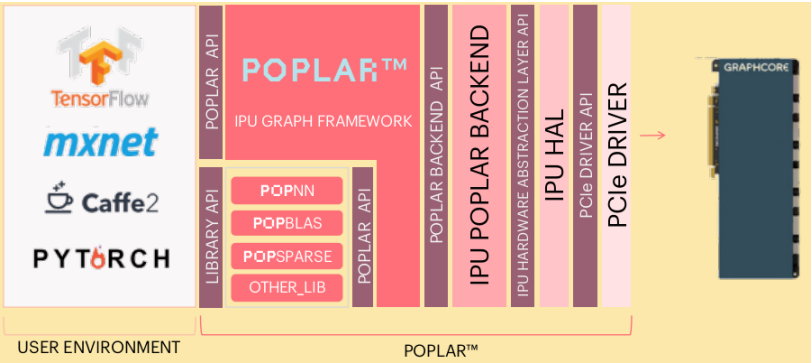 TensorFlow
mxnet
Caffe2
PYTORCH
USER ENVIRONMENT
POPLAR API
LIBRARY API
POPLAR™
IPU GRAPH FRAMEWORK
POPNN
POPBLAS
POPSPARSE
OTHER_LIB
POPLAR API
POPLAR BACKEND API
IPU POPLAR BACKEND
IPU HARDWARE ABSTRACTION LAYER API
IPU HAL
PCIe DRIVER API
PCIe DRIVER
POPLAR™
GRAPHCORE